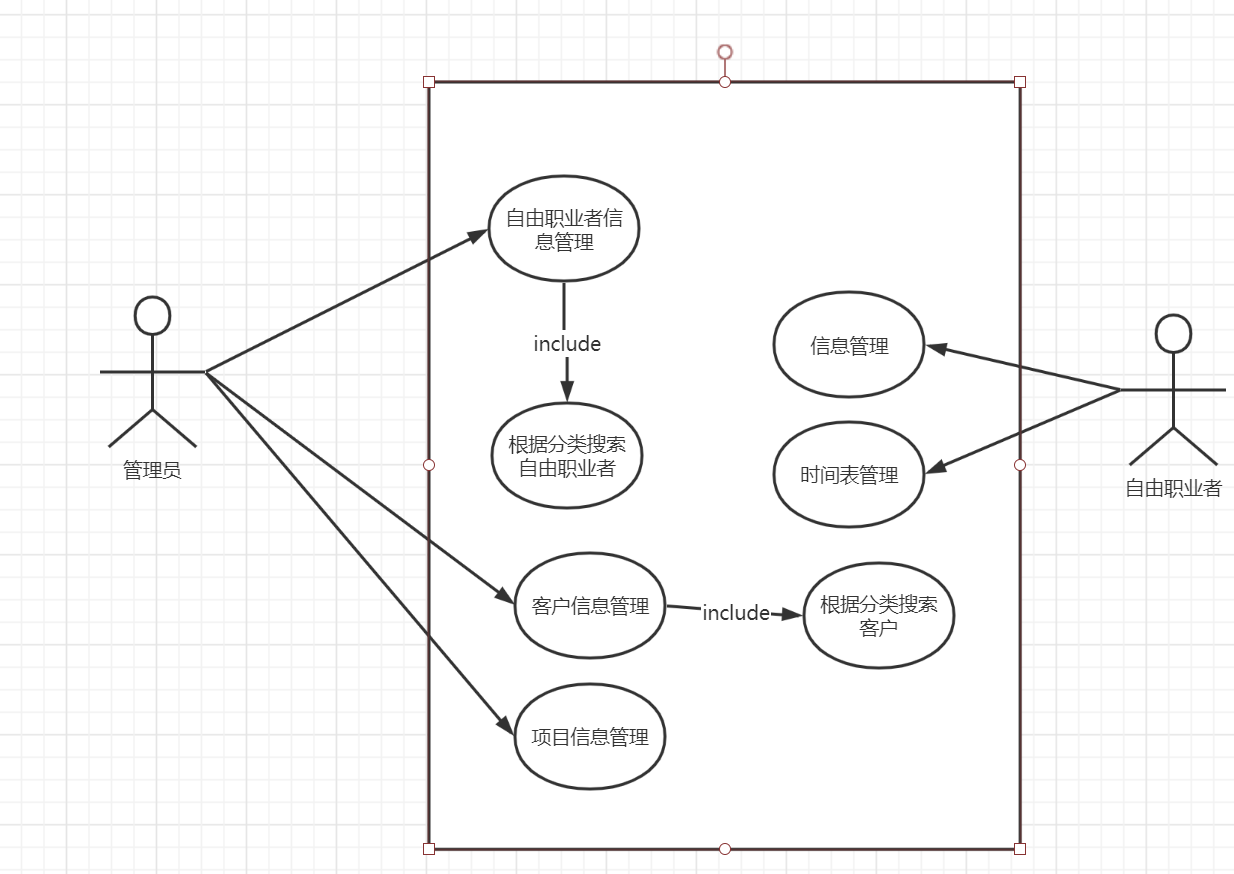 自由职业者信
息管理
include
根据分类搜索
自由职业者
管理员
信息管理
时间表管理
自由职业者
客户信息管理
include
根据分类搜索
客户
项目信息管理